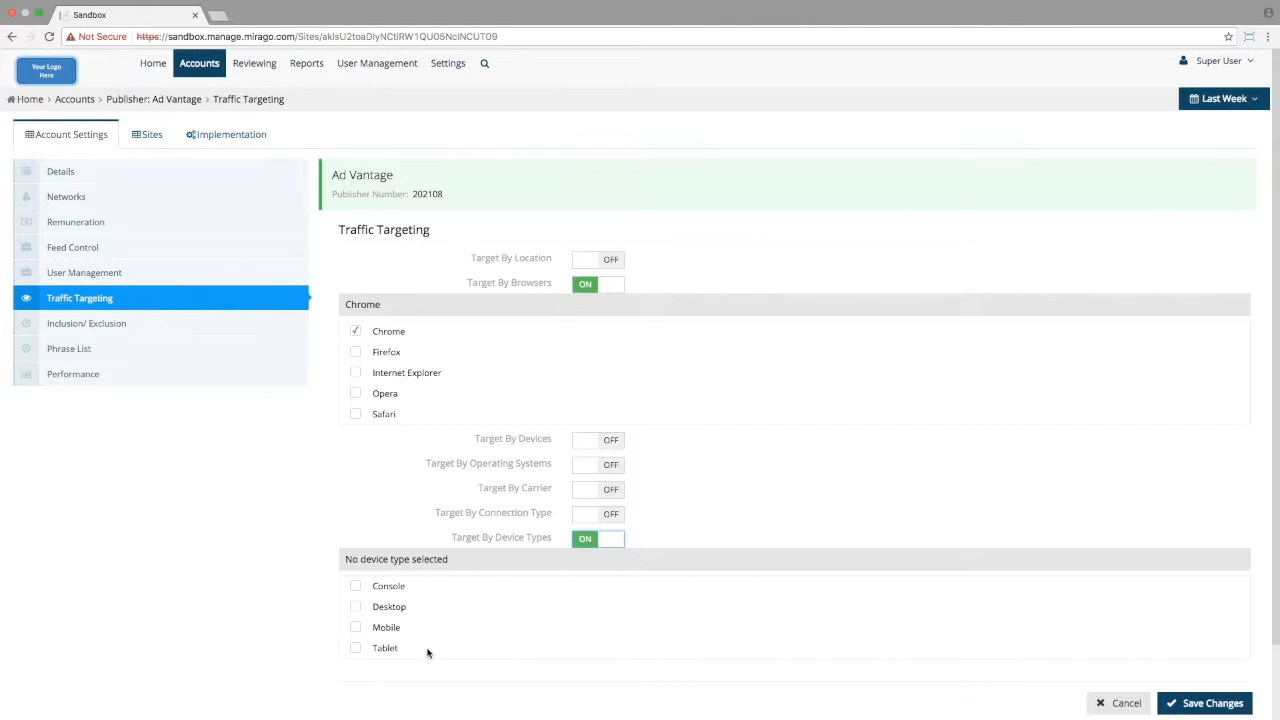 Sandbox
Not Secure https://sandbox.manage.mirago.com/Sites/aklsU2toaDlyNCtiRW1QU05NclNCUT09
Your Logo
Here
Home Accounts Reviewing Reports User Management Settings
Super User
Home > Accounts > Publisher: Ad Vantage > Traffic Targeting
Last Week
Account Settings Sites Implementation
Details
Networks
Remuneration
Feed Control
User Management
Traffic Targeting
Inclusion/ Exclusion
Phrase List
Performance
Ad Vantage
Publisher Number: 202108
Traffic Targeting
Target By Location OFF
Target By Browsers ON
Chrome
Chrome
Firefox
Internet Explorer
Opera
Safari
Target By Devices OFF
Target By Operating Systems OFF
Target By Carrier OFF
Target By Connection Type OFF
Target By Device Types ON
No device type selected
Console
Desktop
Mobile
Tablet
Cancel Save Changes